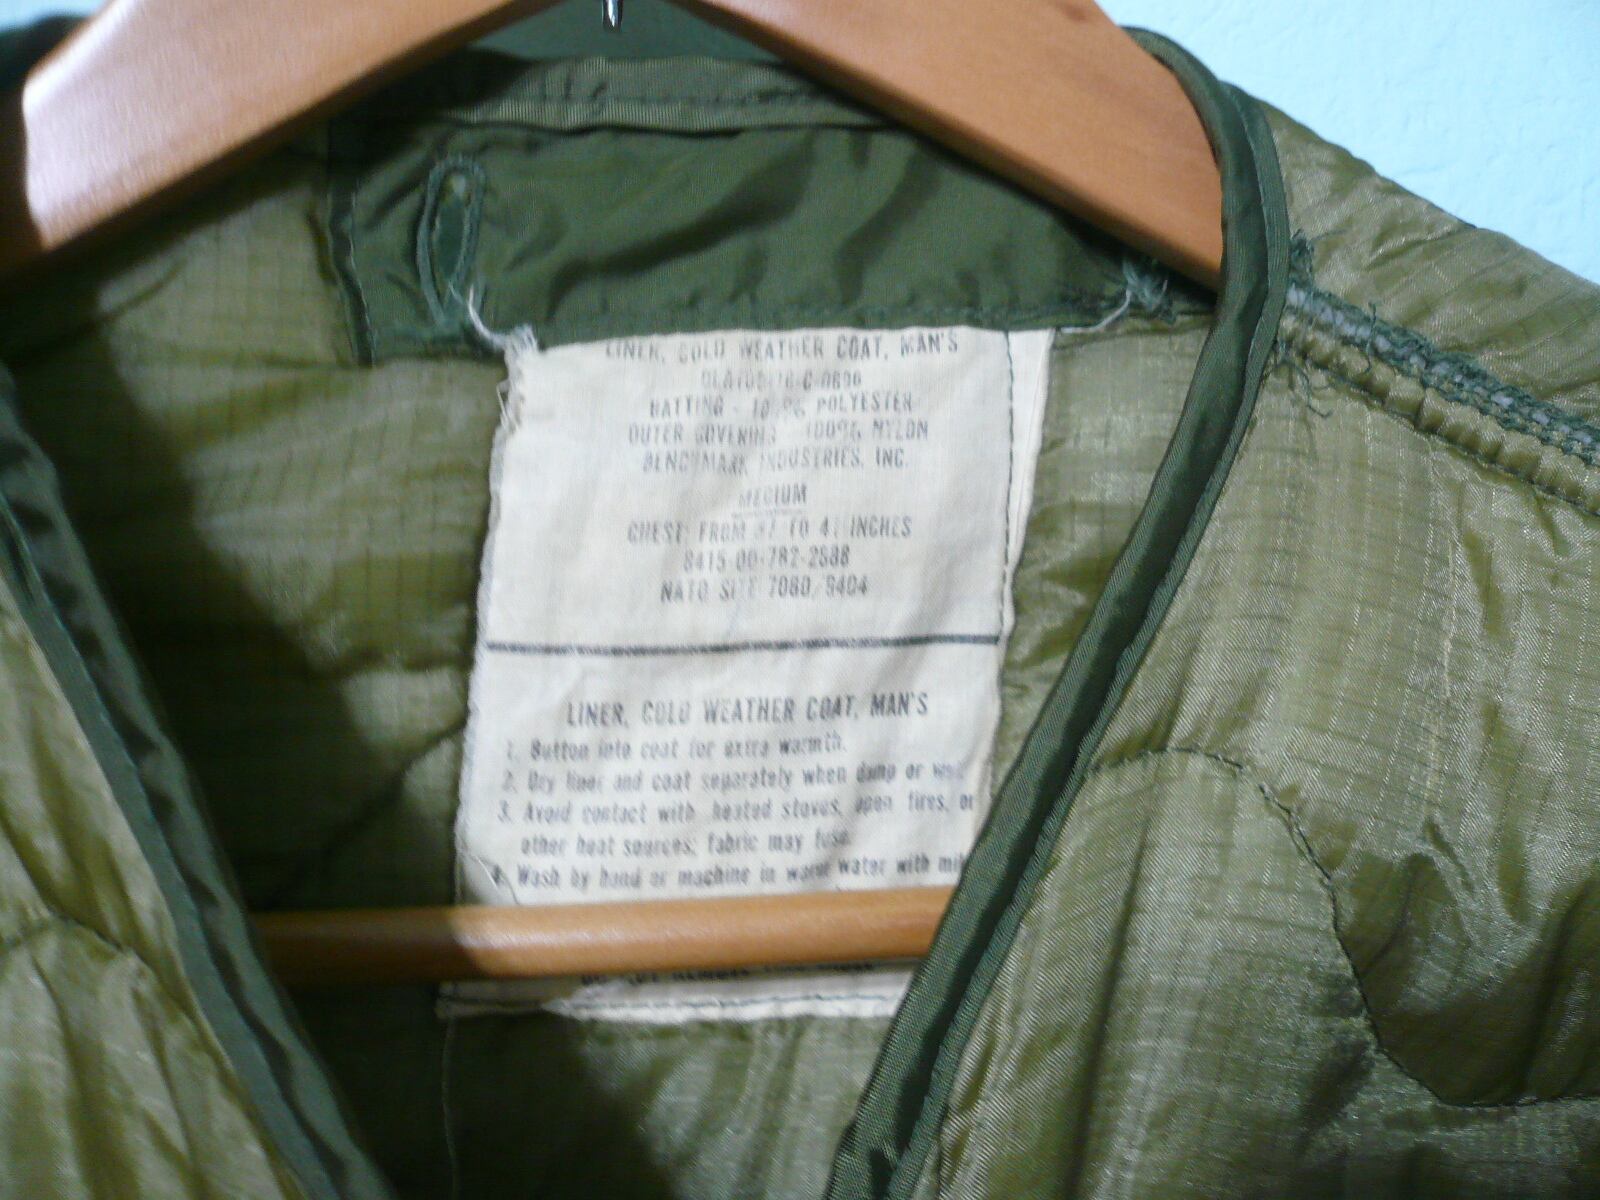 LINER, COLD WEATHER COAT, MAN'S
BATTING - 100% POLYESTER
OUTER COVERING - 100% NYLON
BENCHMARK INDUSTRIES, INC.
MEDIUM
CHEST: FROM 37 TO 41 INCHES
8415-00-782-2888
NATO SIZE 7080/9404
LINER, COLD WEATHER COAT, MAN'S
1. Button into coat for extra warmth.
2. Dry liner and coat separately when damp or wet.
3. Avoid contact with heated stoves, open fires, or
other heat sources; fabric may fuse.
4. Wash by hand or machine in warm water with